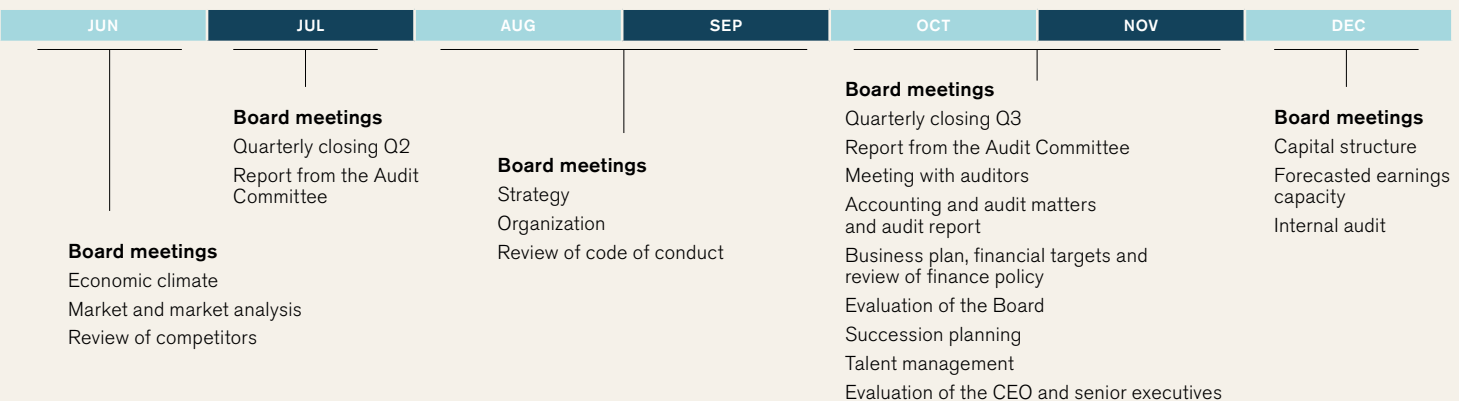 JUN
JUL
AUG
SEP
OCT
NOV
DEC
Board meetings
Economic climate
Market and market analysis
Review of competitors
Board meetings
Quarterly closing Q2
Report from the Audit
Committee
Board meetings
Strategy
Organization
Review of code of conduct
Board meetings
Quarterly closing Q3
Report from the Audit Committee
Meeting with auditors
Accounting and audit matters
and audit report
Business plan, financial targets and
review of finance policy
Evaluation of the Board
Succession planning
Talent management
Evaluation of the CEO and senior executives
Board meetings
Capital structure
Forecasted earnings
capacity
Internal audit